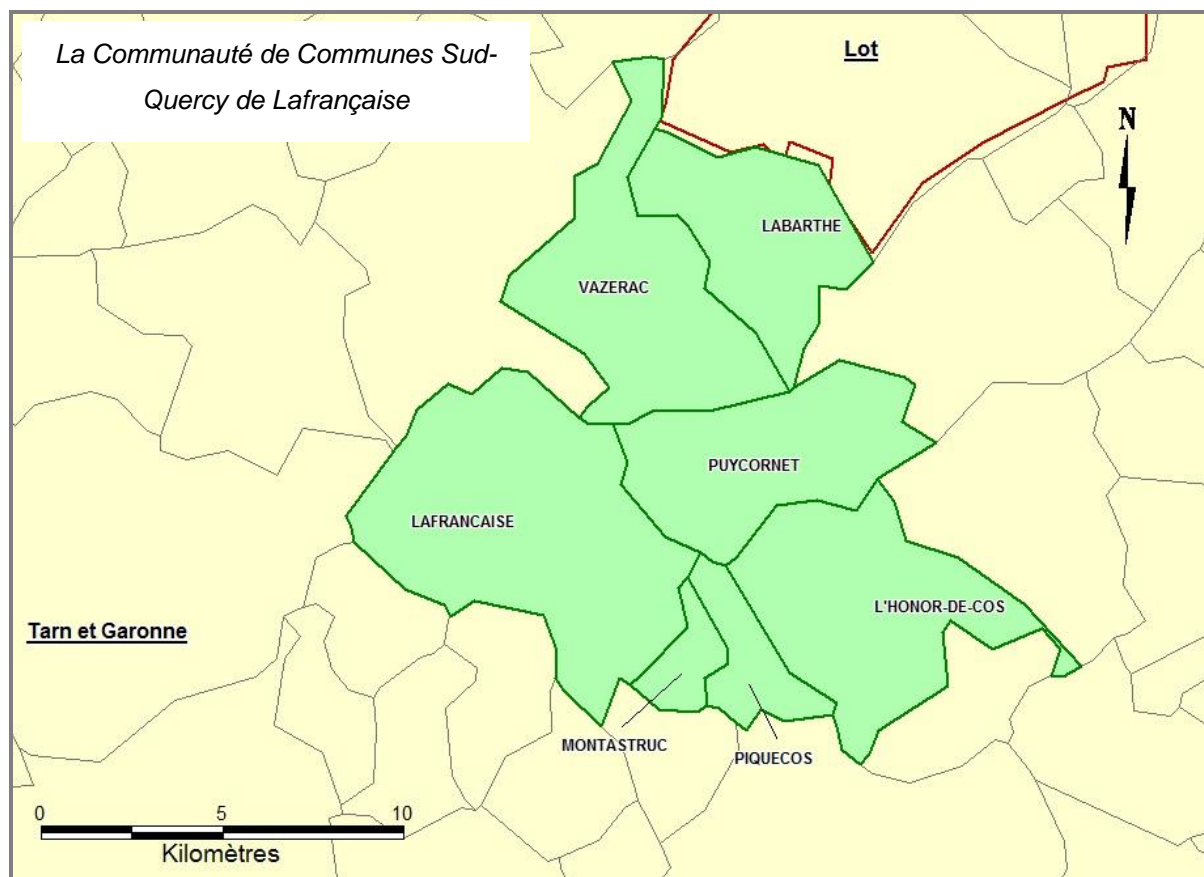 La Communauté de Communes Sud-
Quercy de Lafrançaise
Lot
N
LABARTHE
VAZERAC
PUYCORNET
LAFRANCAISE
L'HONOR-DE-COS
Tarn et Garonne
MONTASTRUC
PIQUECOS
0 5 10
Kilomètres